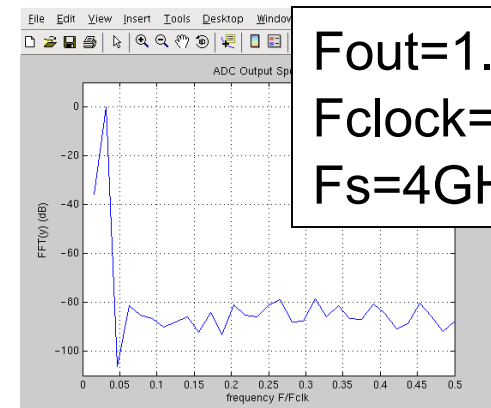 File Edit View Insert Tools Desktop Window
Fout=1.
Fclock=
Fs=4GH
ADC Output Sp
0
-20
-40
-60
-80
-100
FFT(y) (dB)
0 0.05 0.1 0.15 0.2 0.25 0.3 0.35 0.4 0.45 0.5
frequency F/Fclk